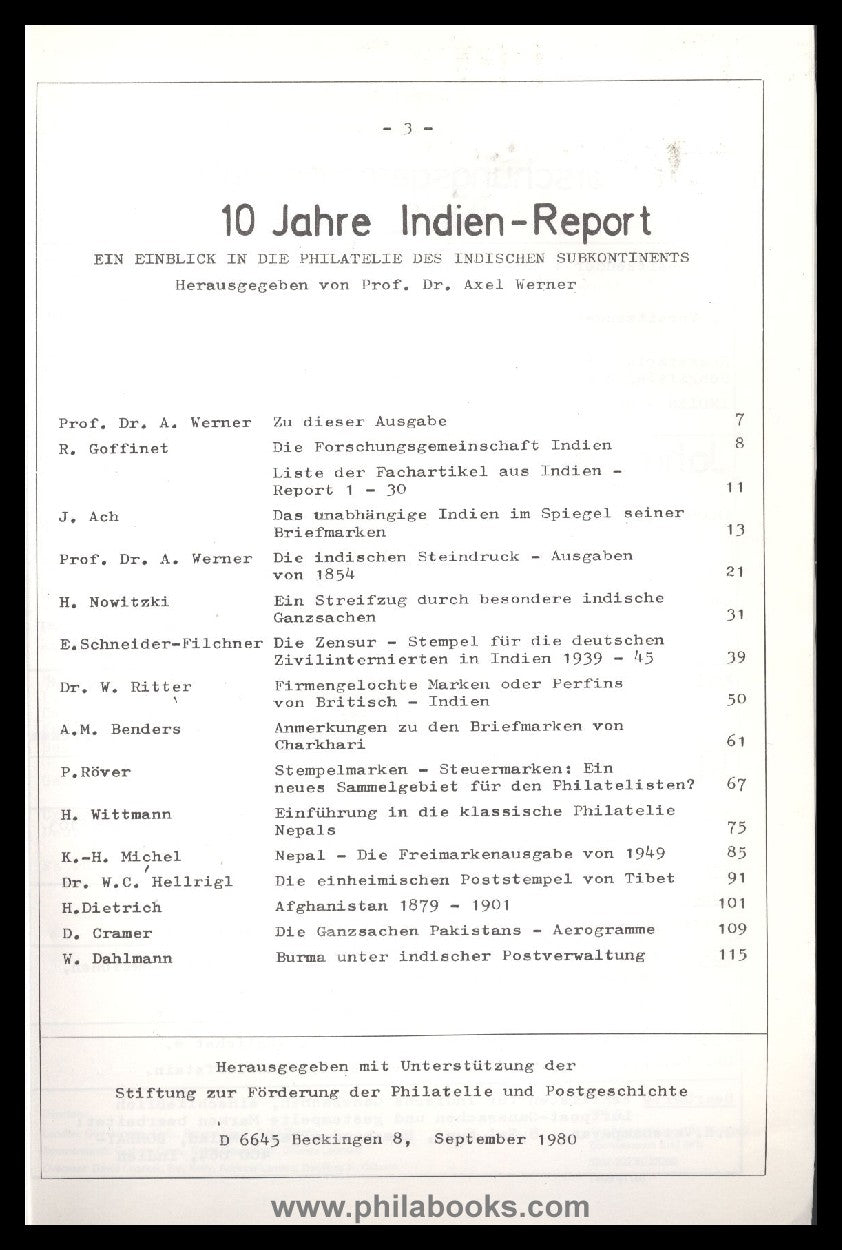 - 3 -
10 Jahre Indien-Report
EIN EINBLICK IN DIE PHILATELIE DES INDISCHEN SUBKONTINENTS
Herausgegeben von Prof. Dr. Axel Werner
Prof. Dr. A. Werner Zu dieser Ausgabe 7
R. Goffinet Die Forschungsgemeinschaft Indien 8
Liste der Fachartikel aus Indien -
Report 1 - 30 11
J. Ach Das unabhängige Indien im Spiegel seiner
Briefmarken 13
Prof. Dr. A. Werner Die indischen Steindruck - Ausgaben
von 1854 21
H. Nowitzki Ein Streifzug durch besondere indische
Ganzsachen 31
E.Schneider-Filchner Die Zensur - Stempel für die deutschen
Zivilinternierten in Indien 1939 - 45 39
Dr. W. Ritter Firmengelochte Marken oder Perfins
von Britisch - Indien 50
A.M. Benders Anmerkungen zu den Briefmarken von
Charkhari 61
P.Röver Stempelmarken - Steuermarken: Ein
neues Sammelgebiet für den Philatelisten? 67
H. Wittmann Einführung in die klassische Philatelie
Nepals 75
K.-H. Michel Nepal - Die Freimarkenausgabe von 1949 85
Dr. W.C. Hellrigl Die einheimischen Poststempel von Tibet 91
H.Dietrich Afghanistan 1879 - 1901 101
D. Cramer Die Ganzsachen Pakistans - Aerogramme 109
W. Dahlmann Burma unter indischer Postverwaltung 115
Herausgegeben mit Unterstützung der
Stiftung zur Förderung der Philatelie und Postgeschichte
D 6645 Beckingen 8, September 1980
www.philabooks.com